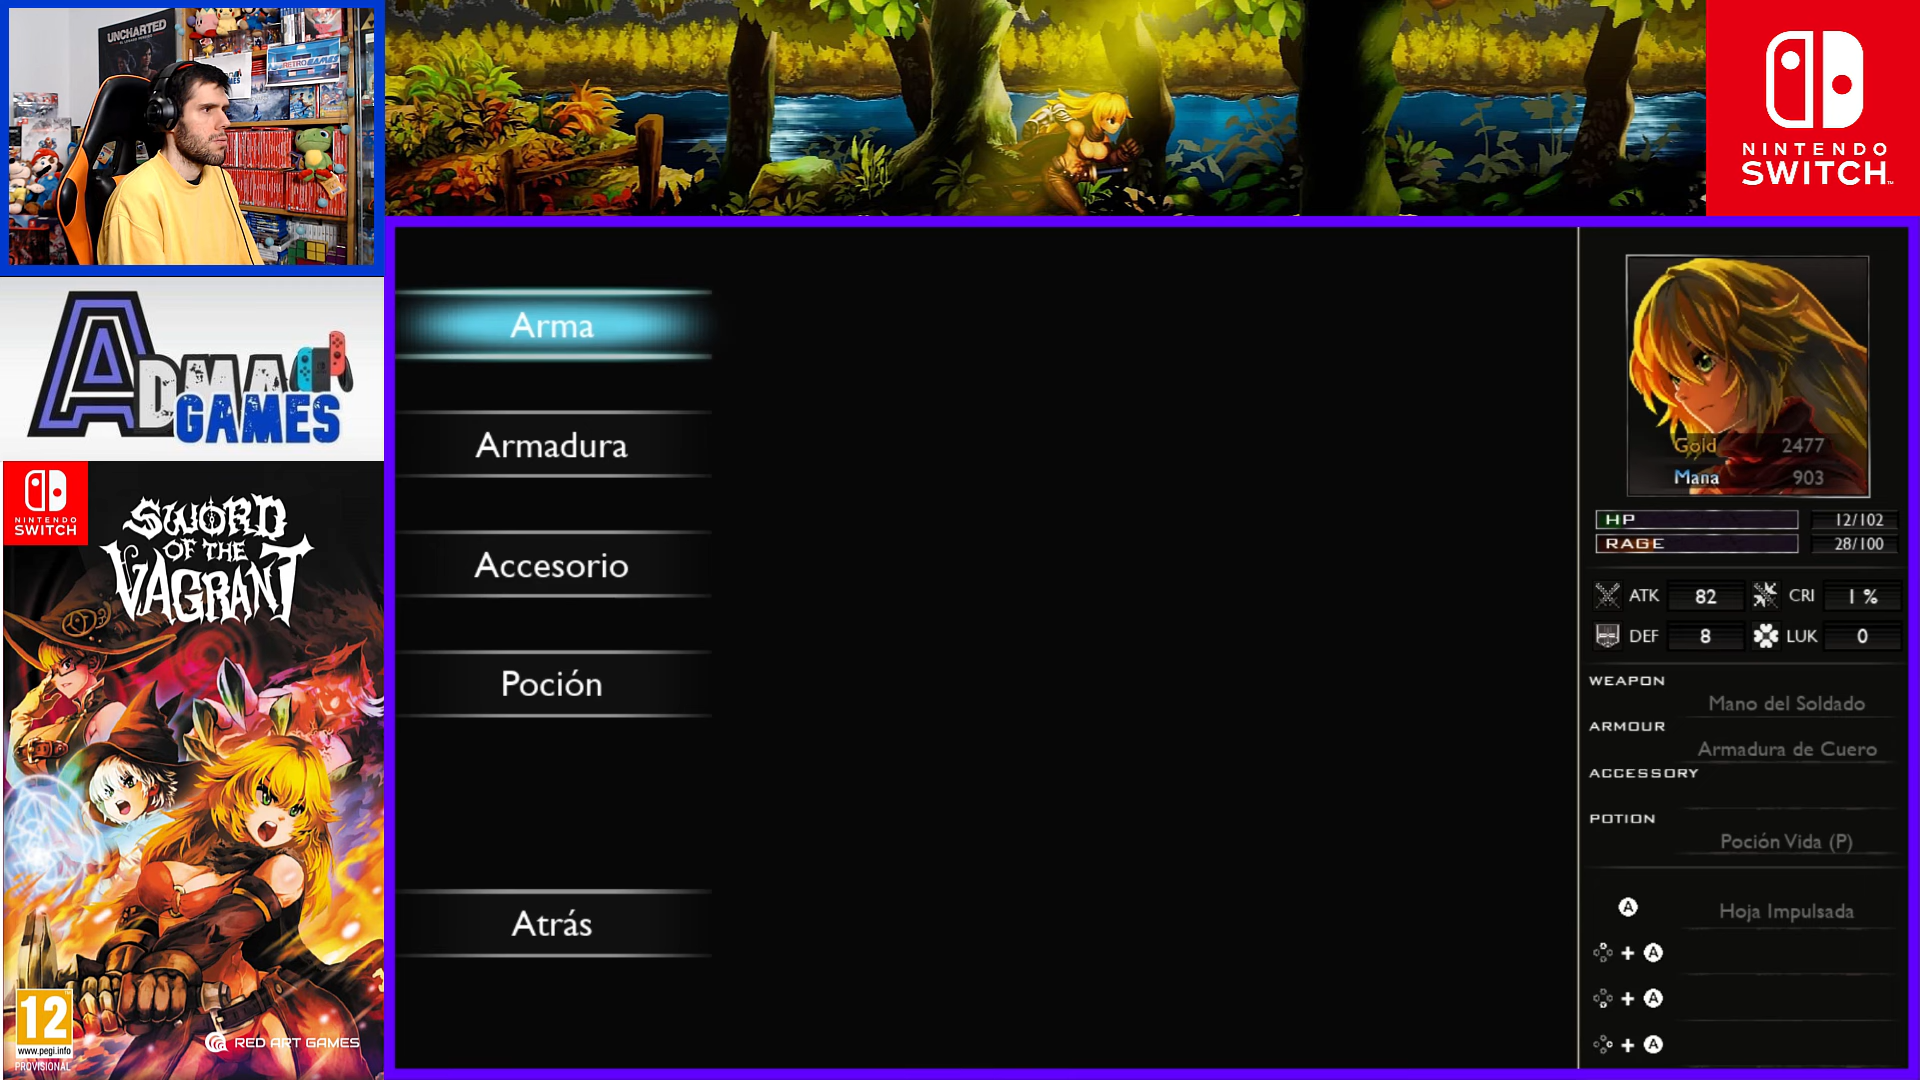 UNCHARTED
RETRO
NINTENDO
SWITCH
ADMA
GAMES
NINTENDO
SWITCH
SWORD
OF THE
VAGRANT
12
www.pegi.info
PROVISIONAL
RED ART GAMES
Arma
Armadura
Accesorio
Poción
Atrás
Gold 2477
Mana 903
HP 12/102
RAGE 28/100
ATK 82 CRI 1 %
DEF 8 LUK 0
WEAPON
Mano del Soldado
ARMOUR
Armadura de Cuero
ACCESSORY
POTION
Poción Vida (P)
A Hoja Impulsada
+ A
+ A
+ A